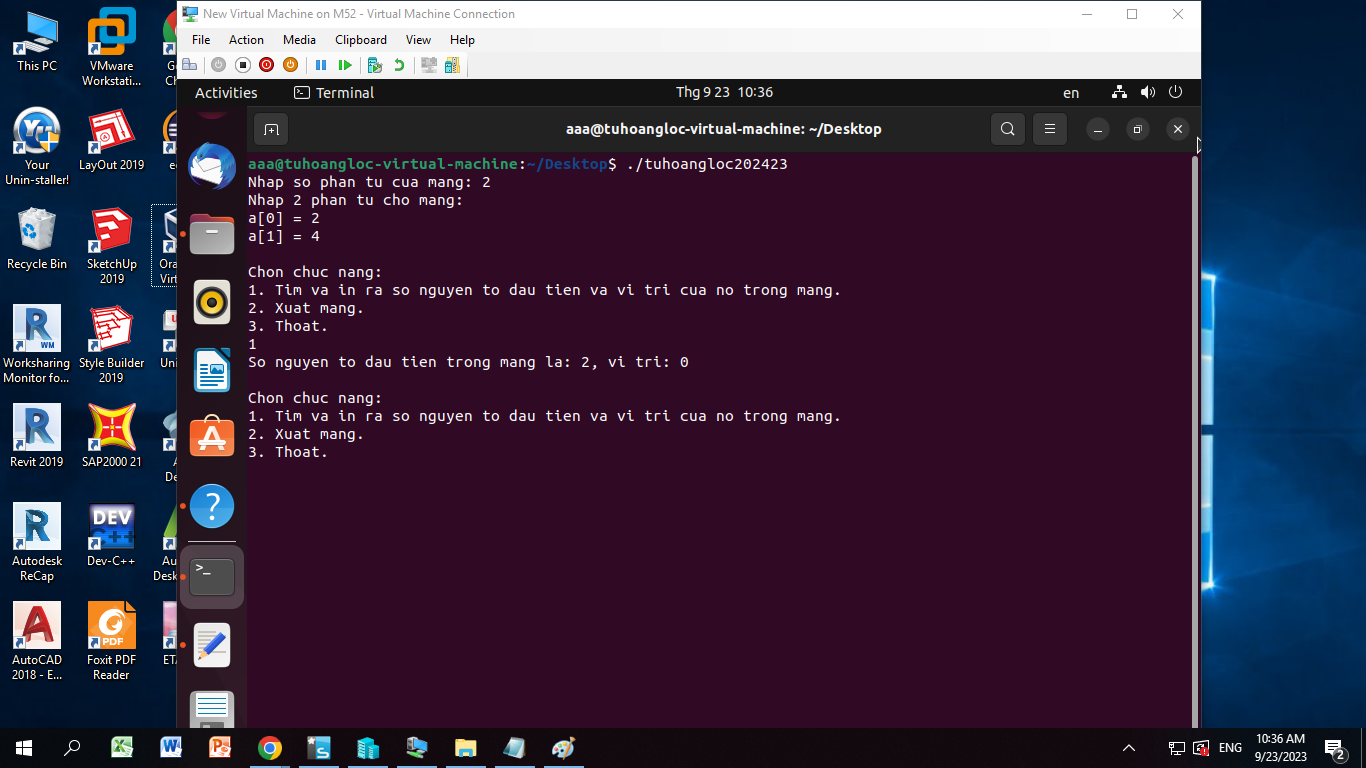 New Virtual Machine on M52 - Virtual Machine Connection
File Action Media Clipboard View Help
Activities Terminal Thg 9 23 10:36 en
aaa@tuhoangloc-virtual-machine: ~/Desktop
aaa@tuhoangloc-virtual-machine:~/Desktop$ ./tuhoangloc202423
Nhap so phan tu cua mang: 2
Nhap 2 phan tu cho mang:
a[0] = 2
a[1] = 4
Chon chuc nang:
1. Tim va in ra so nguyen to dau tien va vi tri cua no trong mang.
2. Xuat mang.
3. Thoat.
1
So nguyen to dau tien trong mang la: 2, vi tri: 0
Chon chuc nang:
1. Tim va in ra so nguyen to dau tien va vi tri cua no trong mang.
2. Xuat mang.
3. Thoat.
This PC
VMware
Workstati...
Your
Unin-staller!
LayOut 2019
Recycle Bin
SketchUp
2019
Worksharing
Monitor fo...
Style Builder
2019
Revit 2019
SAP2000 21
Autodesk
ReCap
DEV
Dev-C++
AutoCAD
2018 - E...
PDF
Foxit PDF
Reader
ENG
10:36 AM
9/23/2023
2